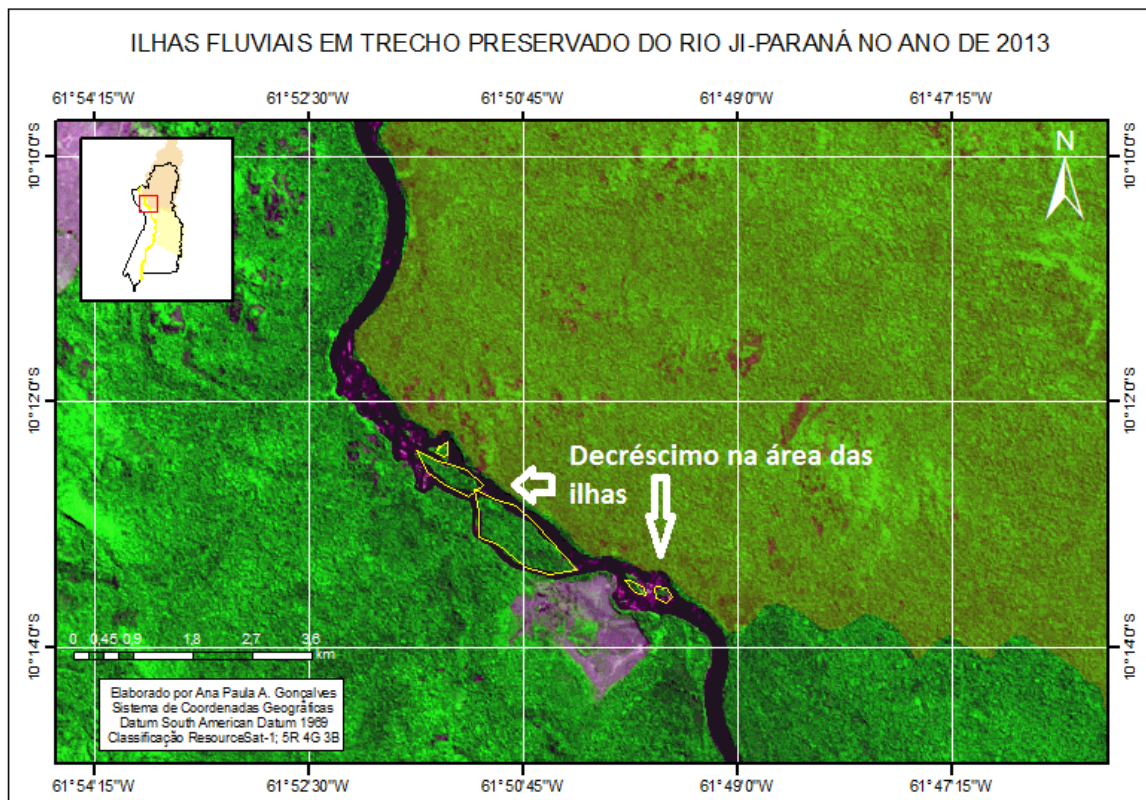 ILHAS FLUVIAIS EM TRECHO PRESERVADO DO RIO JI-PARANÁ NO ANO DE 2013
61°54'15"W 61°52'30"W 61°50'45"W 61°49'0"W 61°47'15"W
10°10'0"S 10°10'0"S
N
10°12'0"S 10°12'0"S
Decréscimo na área das
ilhas
10°14'0"S 10°14'0"S
0 0,45 0,9 1,8 2,7 3,6
km
Elaborado por Ana Paula A. Gonçalves
Sistema de Coordenadas Geográficas
Datum South American Datum 1969
Classificação ResourceSat-1; 5R 4G 3B
61°54'15"W 61°52'30"W 61°50'45"W 61°49'0"W 61°47'15"W